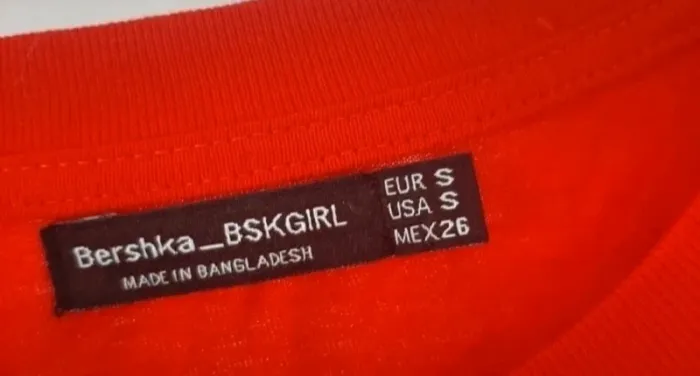 Bershka_BSKGIRL
MADE IN BANGLADESH
EUR S
USA S
MEX 26